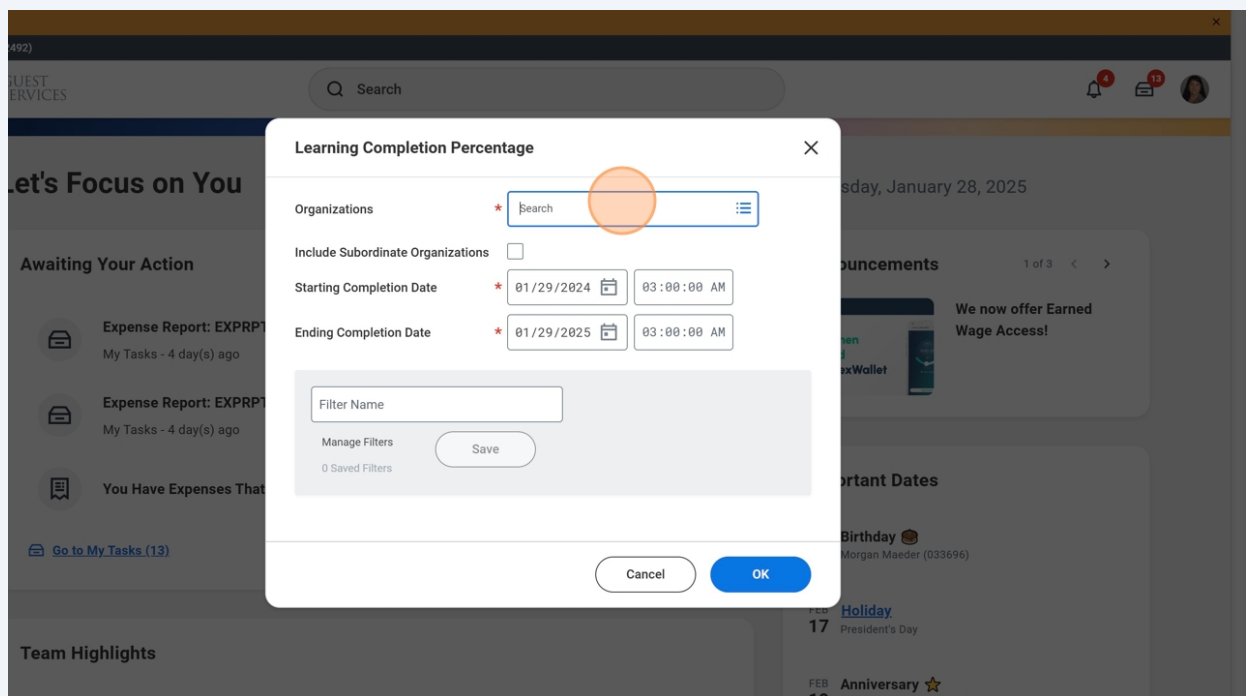 2492)
GUEST
SERVICES
Search
4
13
Let's Focus on You
sday, January 28, 2025
Learning Completion Percentage
Organizations * Search
Include Subordinate Organizations
Starting Completion Date * 01/29/2024 03:00:00 AM
Ending Completion Date * 01/29/2025 03:00:00 AM
Filter Name
Manage Filters
Save
0 Saved Filters
Cancel
OK
Awaiting Your Action
Expense Report: EXPRPT
My Tasks - 4 day(s) ago
Expense Report: EXPRPT
My Tasks - 4 day(s) ago
You Have Expenses That
Go to My Tasks (13)
Team Highlights
ouncements
1 of 3
We now offer Earned
Wage Access!
exWallet
ortant Dates
Birthday
Morgan Maeder (033696)
FEB
17
Holiday
President's Day
FEB
Anniversary